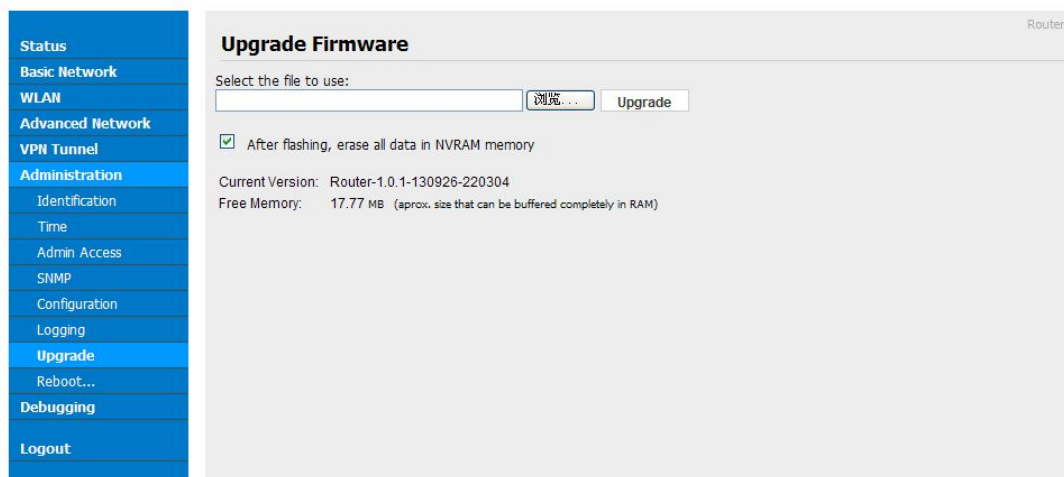 Router
Status
Basic Network
WLAN
Advanced Network
VPN Tunnel
Administration
Identification
Time
Admin Access
SNMP
Configuration
Logging
Upgrade
Reboot...
Debugging
Logout
Upgrade Firmware
Select the file to use:
浏览... Upgrade
After flashing, erase all data in NVRAM memory
Current Version: Router-1.0.1-130926-220304
Free Memory: 17.77 MB (aprox. size that can be buffered completely in RAM)